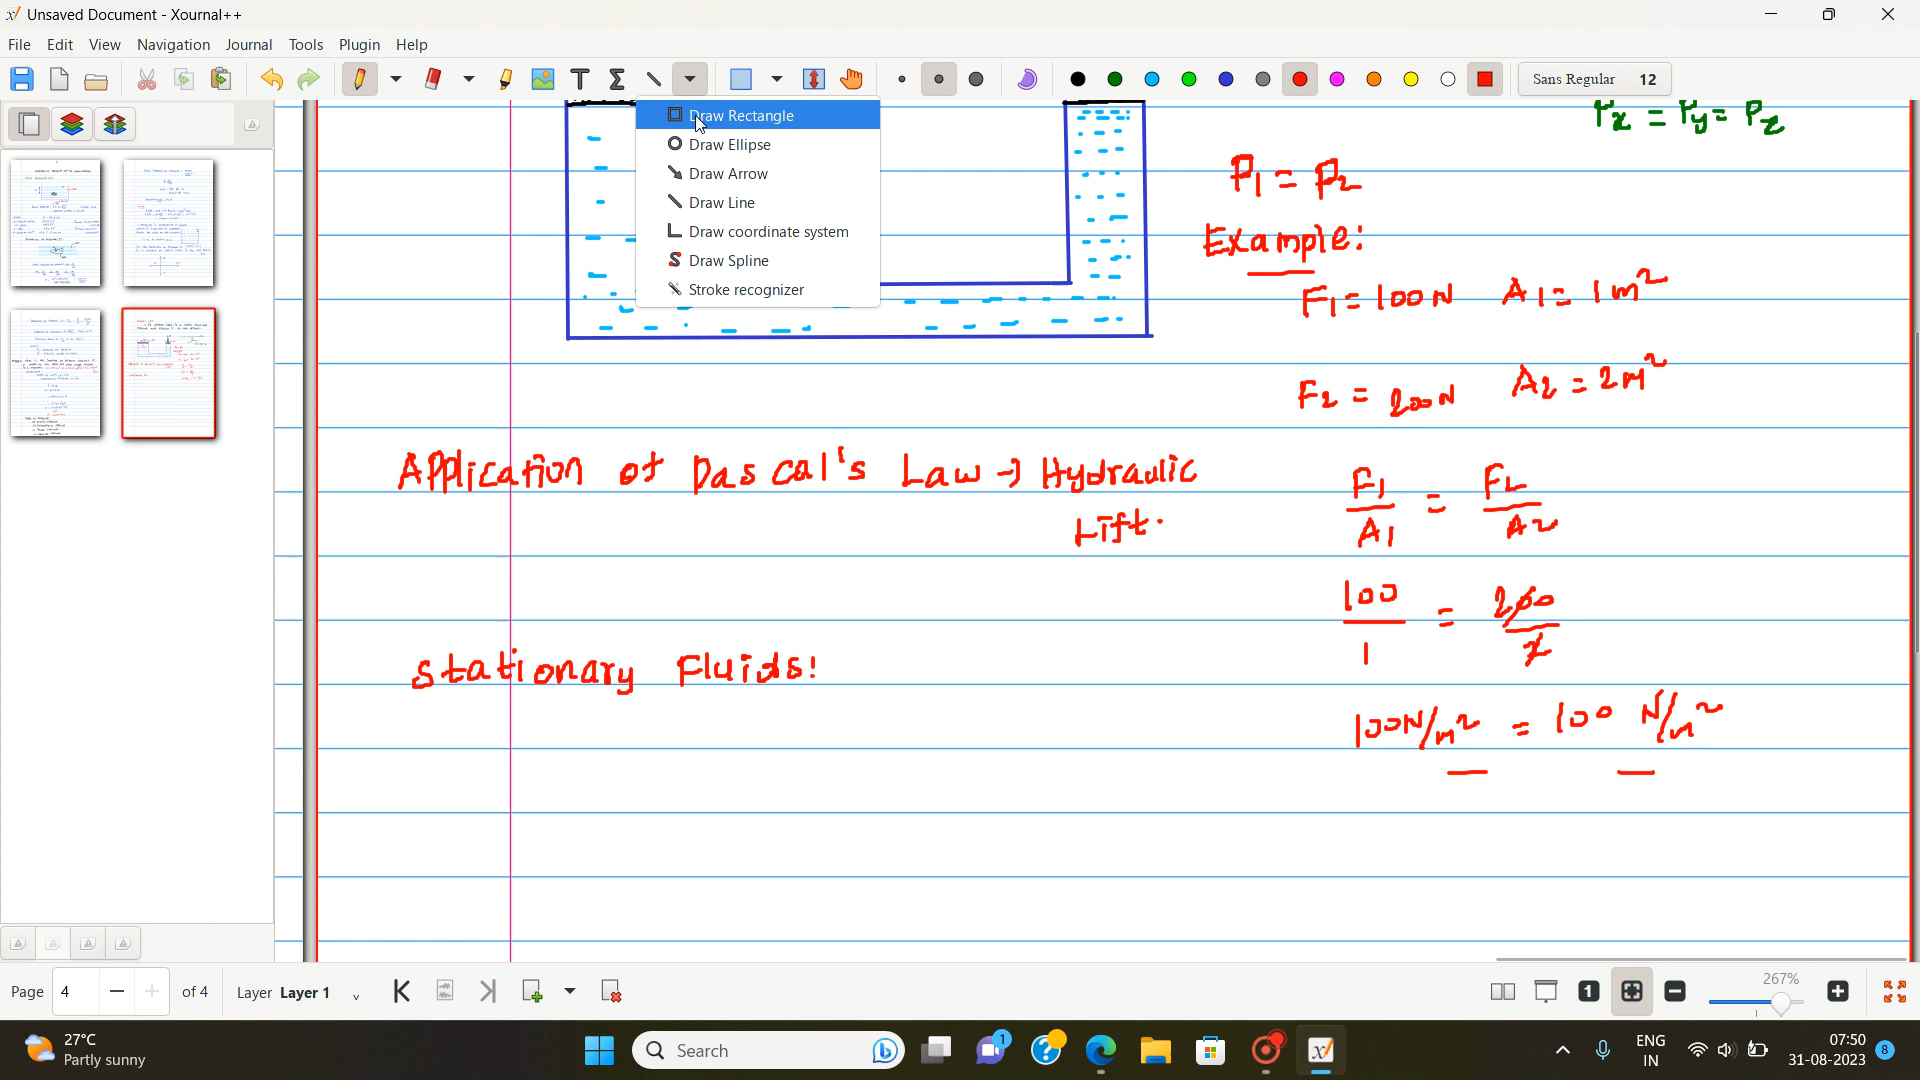 Unsaved Document - Xournal++
File Edit View Navigation Journal Tools Plugin Help
Sans Regular 12
Draw Rectangle
Draw Ellipse
Draw Arrow
Draw Line
Draw coordinate system
Draw Spline
Stroke recognizer
Px = Py = Pz
P1 = P2
Example:
F1 = 100N A1 = 1m²
F2 = 200N A2 = 2m²
Application of Pascal's Law → Hydraulic
Lift.
F1/A1 = F2/A2
100/1 = 200/2
Stationary Fluids:
100N/m² = 100 N/m²
Page 4 of 4 Layer Layer 1
267%
27°C
Partly sunny
Search
1
ENG
IN
07:50
31-08-2023
8